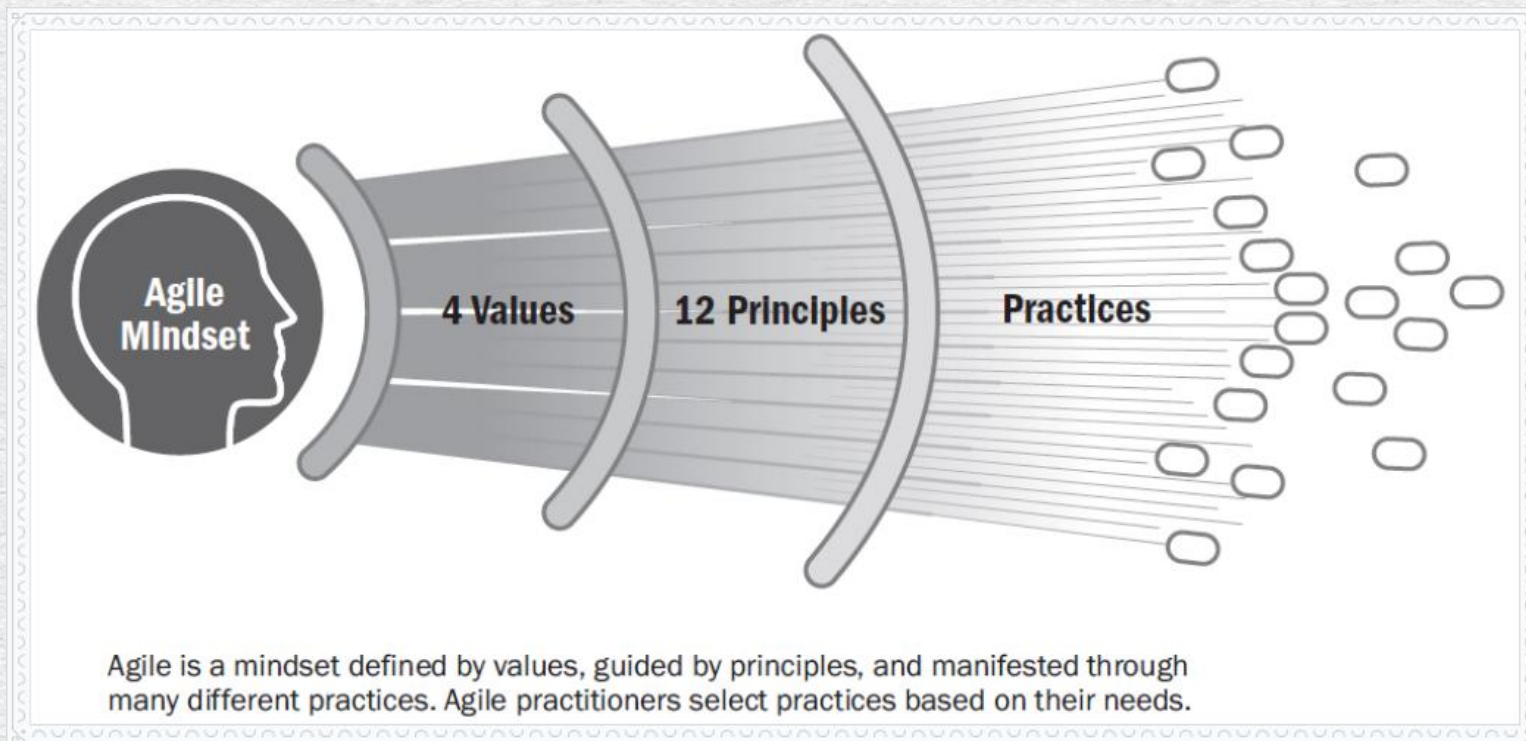 Agile
Mindset
4 Values
12 Principles
Practices
Agile is a mindset defined by values, guided by principles, and manifested through
many different practices. Agile practitioners select practices based on their needs.